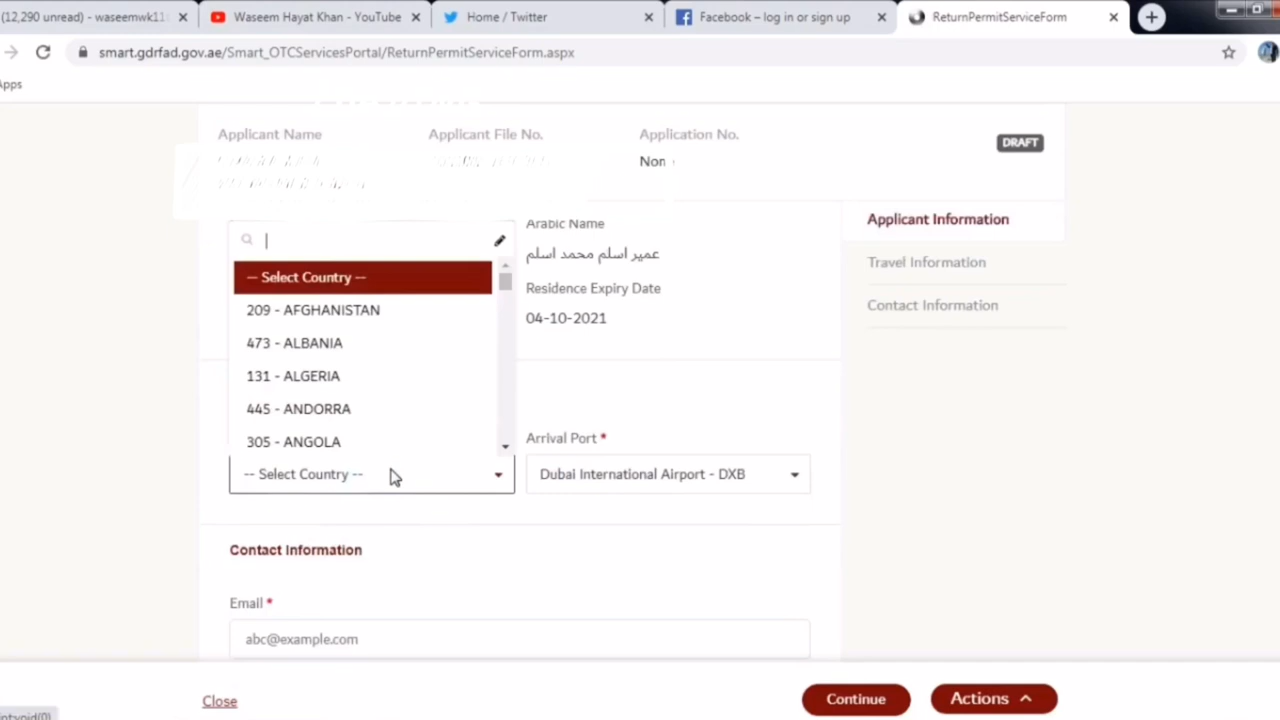 (12,290 unread) - waseemwk11
Waseem Hayat Khan - YouTube
Home / Twitter
Facebook – log in or sign up
ReturnPermitServiceForm
smart.gdrfad.gov.ae/Smart_OTCServicesPortal/ReturnPermitServiceForm.aspx
Apps
Applicant Name
Applicant File No.
Application No.
Non
DRAFT
Arabic Name
عمير اسلم محمد اسلم
Residence Expiry Date
04-10-2021
-- Select Country --
209 - AFGHANISTAN
473 - ALBANIA
131 - ALGERIA
445 - ANDORRA
305 - ANGOLA
-- Select Country --
Arrival Port *
Dubai International Airport - DXB
Applicant Information
Travel Information
Contact Information
Contact Information
Email *
abc@example.com
Close
Continue
Actions